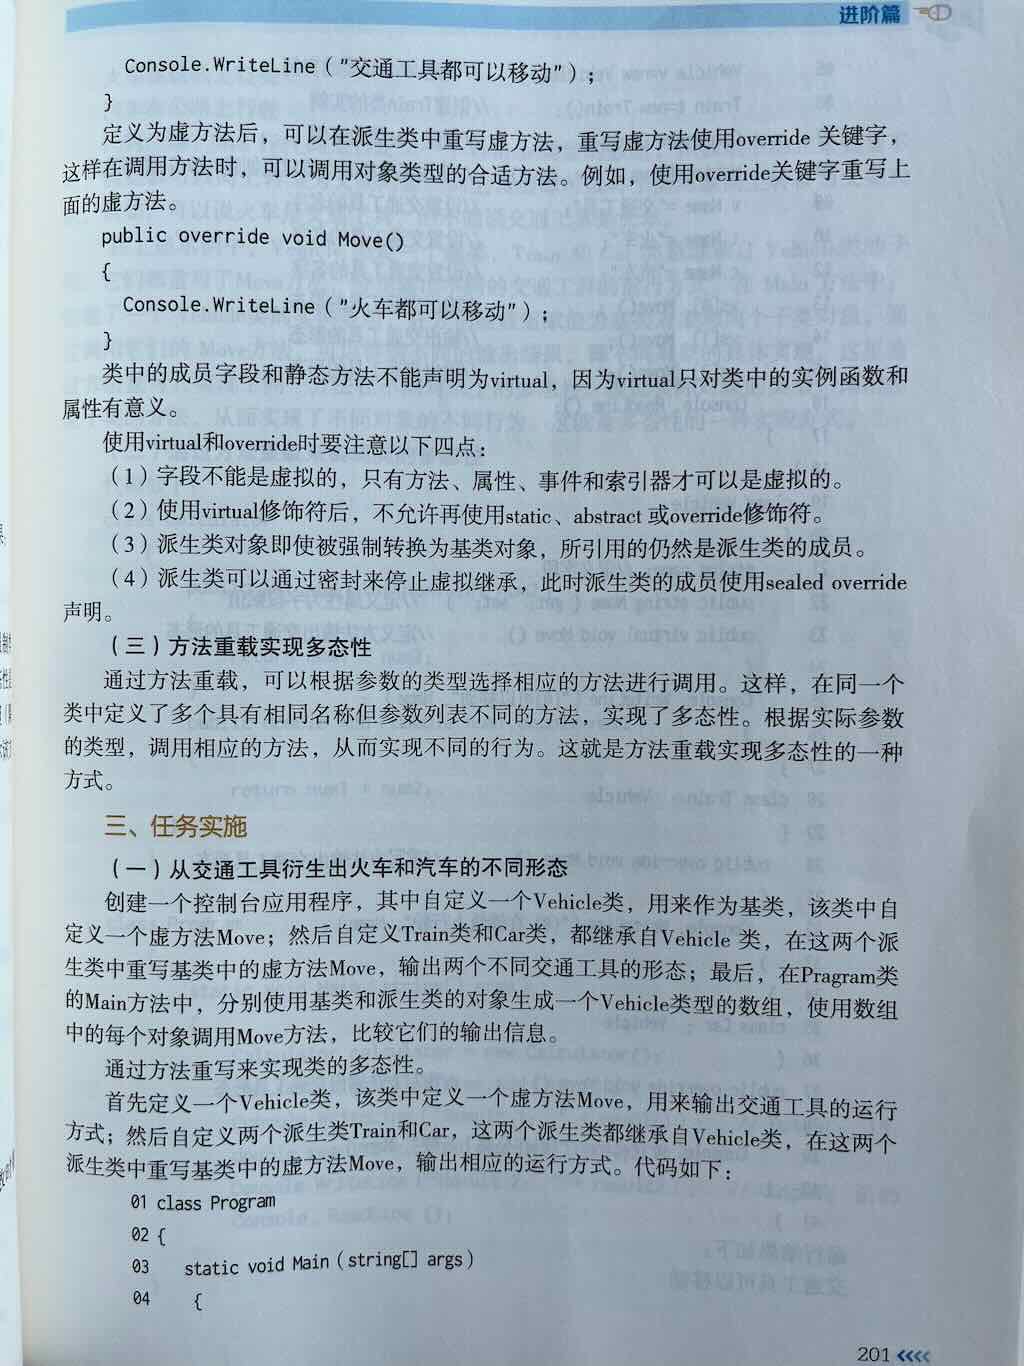 进阶篇
Console.WriteLine("交通工具都可以移动");
}
定义为虚方法后，可以在派生类中重写虚方法，重写虚方法使用override 关键字，
这样在调用方法时，可以调用对象类型的合适方法。例如，使用override关键字重写上
面的虚方法。
public override void Move()
{
Console.WriteLine("火车都可以移动");
}
类中的成员字段和静态方法不能声明为virtual，因为virtual只对类中的实例函数和
属性有意义。
使用virtual和override时要注意以下四点：
（1）字段不能是虚拟的，只有方法、属性、事件和索引器才可以是虚拟的。
（2）使用virtual修饰符后，不允许再使用static、abstract 或override修饰符。
（3）派生类对象即使被强制转换为基类对象，所引用的仍然是派生类的成员。
（4）派生类可以通过密封来停止虚拟继承，此时派生类的成员使用sealed override
声明。
（三）方法重载实现多态性
通过方法重载，可以根据参数的类型选择相应的方法进行调用。这样，在同一个
类中定义了多个具有相同名称但参数列表不同的方法，实现了多态性。根据实际参数
的类型，调用相应的方法，从而实现不同的行为。这就是方法重载实现多态性的一种
方式。
三、任务实施
（一）从交通工具衍生出火车和汽车的不同形态
创建一个控制台应用程序，其中自定义一个Vehicle类，用来作为基类，该类中自
定义一个虚方法Move；然后自定义Train类和Car类，都继承自Vehicle 类，在这两个派
生类中重写基类中的虚方法Move，输出两个不同交通工具的形态；最后，在Pragram类
的Main方法中，分别使用基类和派生类的对象生成一个Vehicle类型的数组，使用数组
中的每个对象调用Move方法，比较它们的输出信息。
通过方法重写来实现类的多态性。
首先定义一个Vehicle类，该类中定义一个虚方法Move，用来输出交通工具的运行
方式；然后自定义两个派生类Train和Car，这两个派生类都继承自Vehicle类，在这两个
派生类中重写基类中的虚方法Move，输出相应的运行方式。代码如下：
01 class Program
02 {
03 static void Main（string[] args）
04 {
201